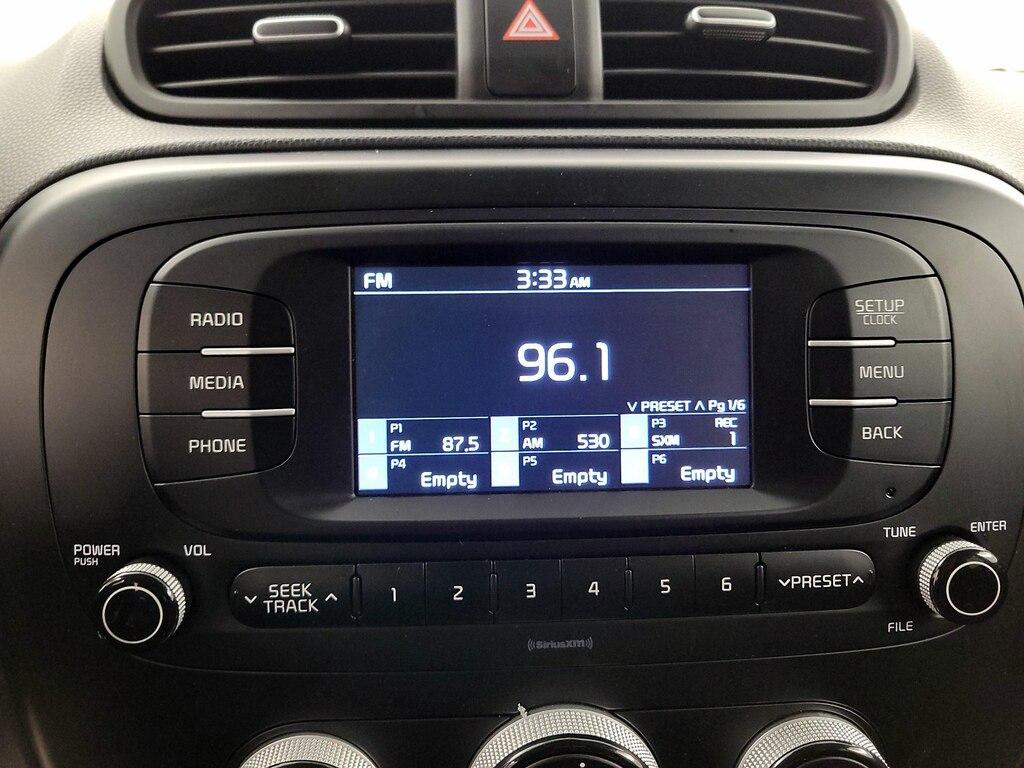 FM 3:33 AM
RADIO
MEDIA
PHONE
96.1
SETUP
CLOCK
MENU
BACK
∨ PRESET ∧ Pg 1/6
1 P1 FM 87.5
P2 AM 530
P3 REC SXM 1
4 P4 Empty
P5 Empty
P6 Empty
POWER
PUSH
VOL
TUNE
ENTER
∨ SEEK ∧
TRACK
1 2 3 4 5 6
∨PRESET∧
FILE
SiriusXM